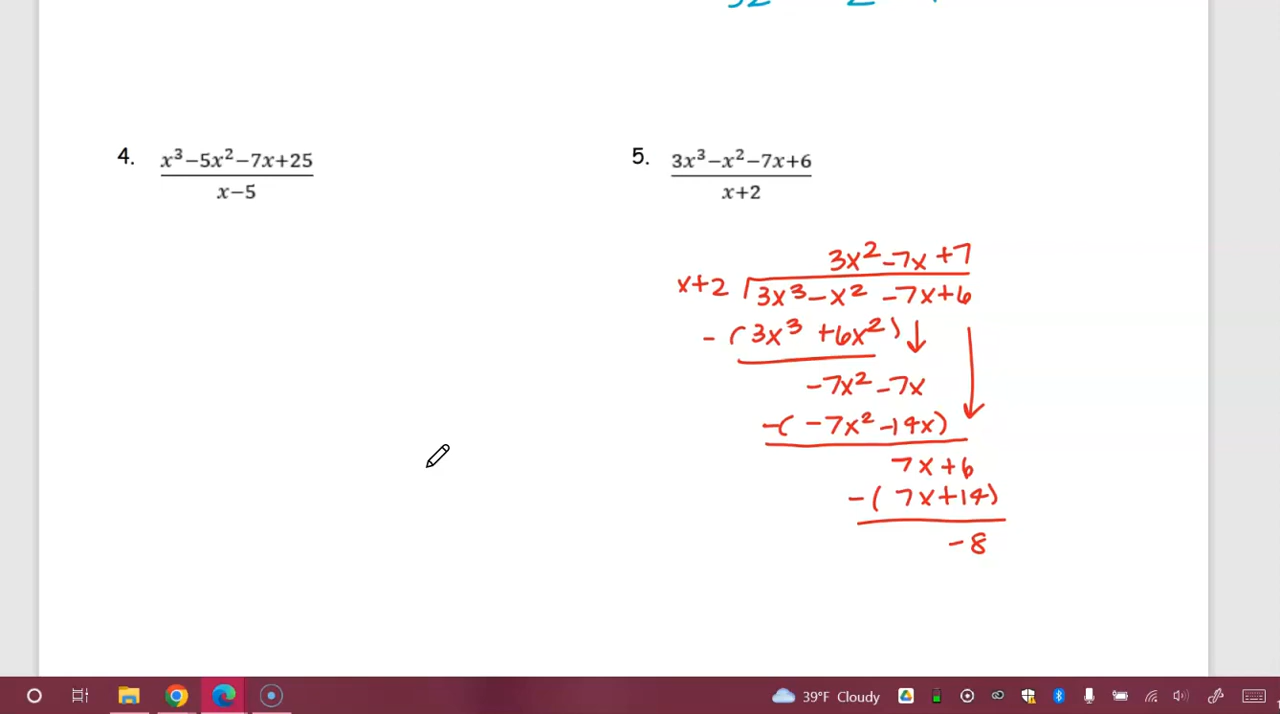 4. x³−5x²−7x+25
x−5
5. 3x³−x²−7x+6
x+2
3x² -7x +7
x+2 3x³ - x² -7x+6
- (3x³ +6x²)
-7x² -7x
-( -7x² -14x)
7x+6
-( 7x+14)
-8
39°F Cloudy